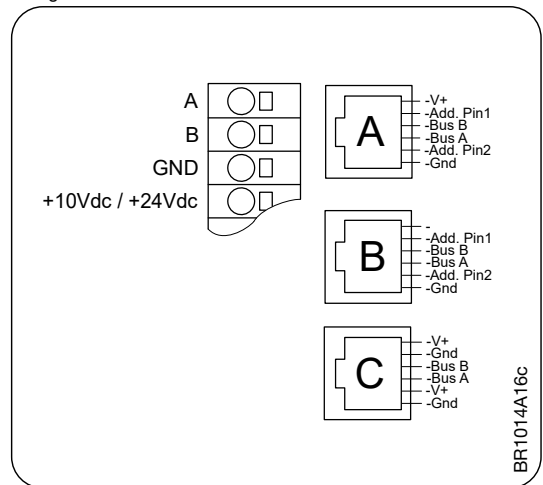 A
B
GND
+10Vdc / +24Vdc
A
-V+
-Add. Pin1
-Bus B
-Bus A
-Add. Pin2
-Gnd
B
-
-Add. Pin1
-Bus B
-Bus A
-Add. Pin2
-Gnd
C
-V+
-Gnd
-Bus B
-Bus A
-V+
-Gnd
BR1014A16c